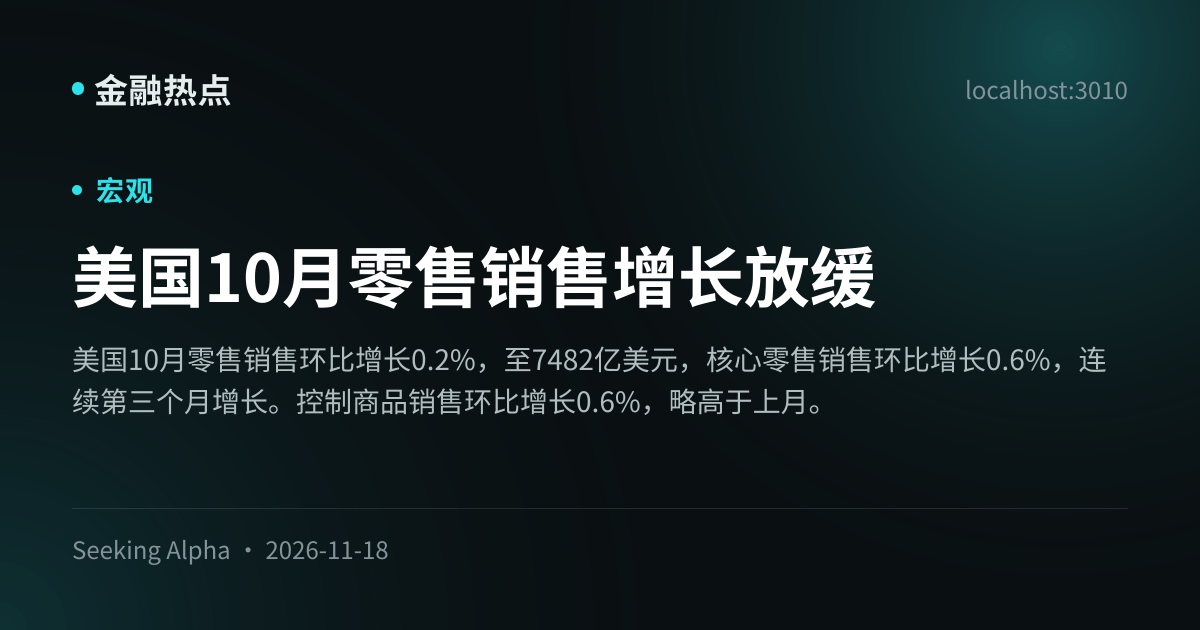 金融热点
localhost:3010
宏观
美国10月零售销售增长放缓
美国10月零售销售环比增长0.2%，至7482亿美元，核心零售销售环比增长0.6%，连
续第三个月增长。控制商品销售环比增长0.6%，略高于上月。
Seeking Alpha · 2026-11-18